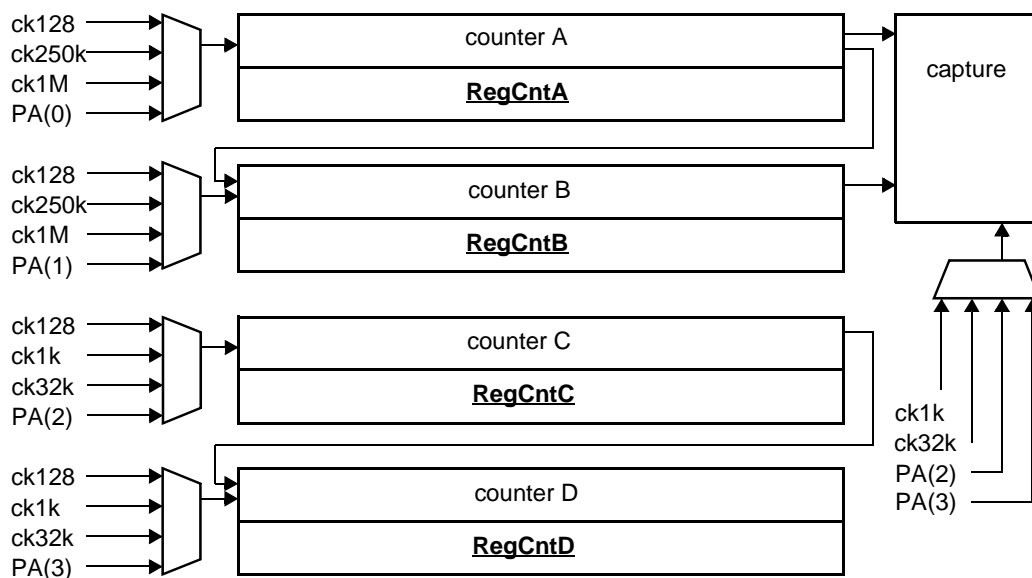 ck128
ck250k
ck1M
PA(0)
counter A
RegCntA
capture
ck128
ck250k
ck1M
PA(1)
counter B
RegCntB
ck128
ck1k
ck32k
PA(2)
counter C
RegCntC
ck1k
ck32k
PA(2)
PA(3)
ck128
ck1k
ck32k
PA(3)
counter D
RegCntD